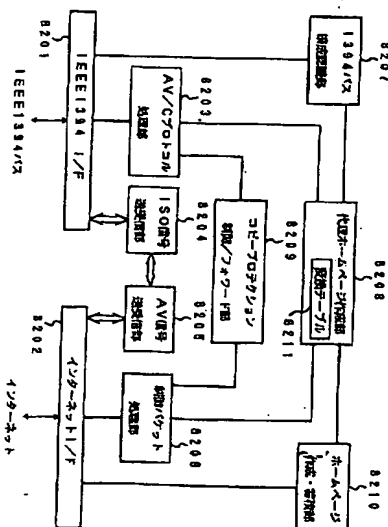 8207
1394バス
構成認識部
8208
代理ホームページ作成部
変換テーブル
8211
8210
ホームページ
作成・蓄積部
8209
コピープロテクション
制限/フォワード部
8203
AV/Cプロトコル
処理部
8204
ISO信号
送受信部
8205
AV信号
送受信部
8206
制御パケット
処理部
8201
IEEE1394 I/F
8202
インターネットI/F
IEEE1394バス
インターネット